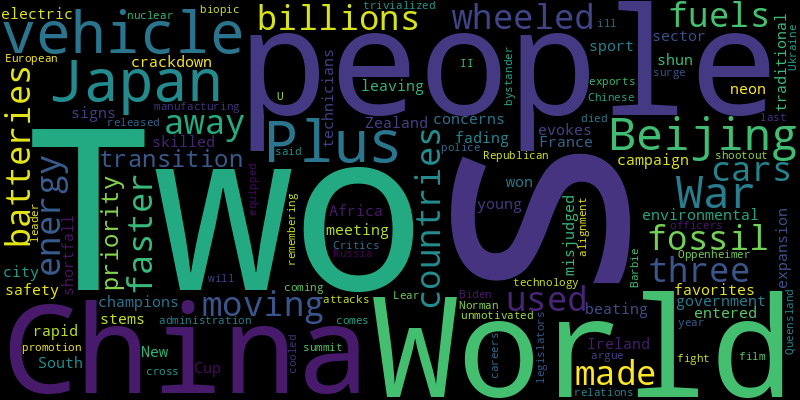 electric nuclear biopic trivialized
billions wheeled fuels
vehicle people sector
European crackdown sport ill
Japan technicians leaving II bystander shun traditional Ukraine
batteries signs manufacturing U exports surge neon
released away Zealand concerns Chinese
skilled Plus fading evokes died last
Two said police France Beijing
transition Republican campaign shootout
energy priority faster equipped countries S won War cars
shortfall Africa young environmental
leader remembering meeting misjudged alignment officers expansion
Critics fossil
city Russia Barbie Oppenheimer
will technology three
safety coming Biden favorites
champions moving attacks Lear used government
China World Norman beating entered
stems unmotivated year Queensland
rapid administration comes legislators
promotion New Cup cooled summit careers Ireland fight film
South cross argue made
relations